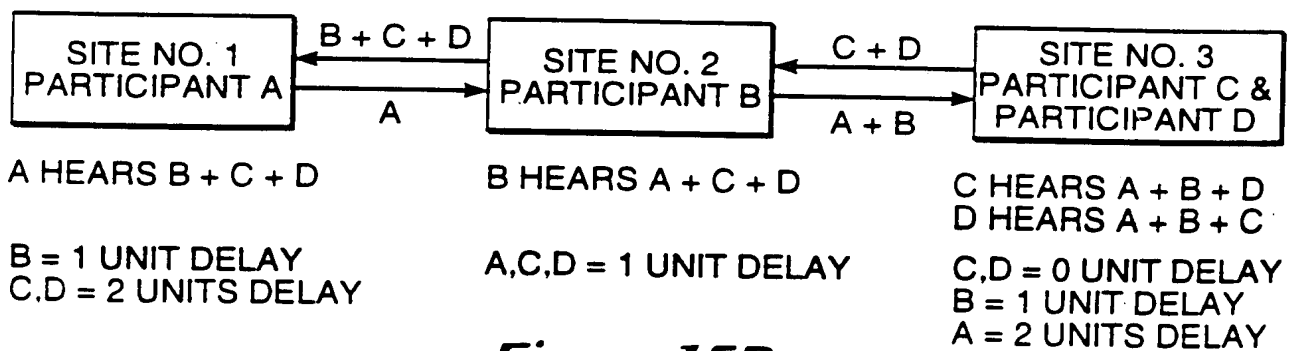 SITE NO. 1
PARTICIPANT A
B + C + D
A
SITE NO. 2
PARTICIPANT B
C + D
A + B
SITE NO. 3
PARTICIPANT C &
PARTICIPANT D
A HEARS B + C + D
B = 1 UNIT DELAY
C,D = 2 UNITS DELAY
B HEARS A + C + D
A,C,D = 1 UNIT DELAY
C HEARS A + B + D
D HEARS A + B + C
C,D = 0 UNIT DELAY
B = 1 UNIT DELAY
A = 2 UNITS DELAY